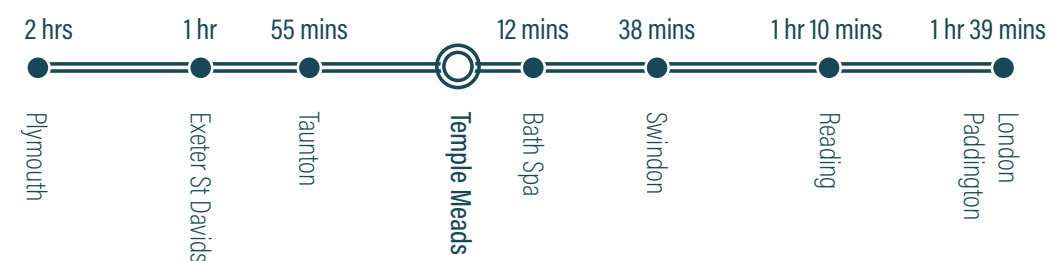 2 hrs
1 hr
55 mins
12 mins
38 mins
1 hr 10 mins
1 hr 39 mins
Plymouth
Exeter St Davids
Taunton
Temple Meads
Bath Spa
Swindon
Reading
London
Paddington